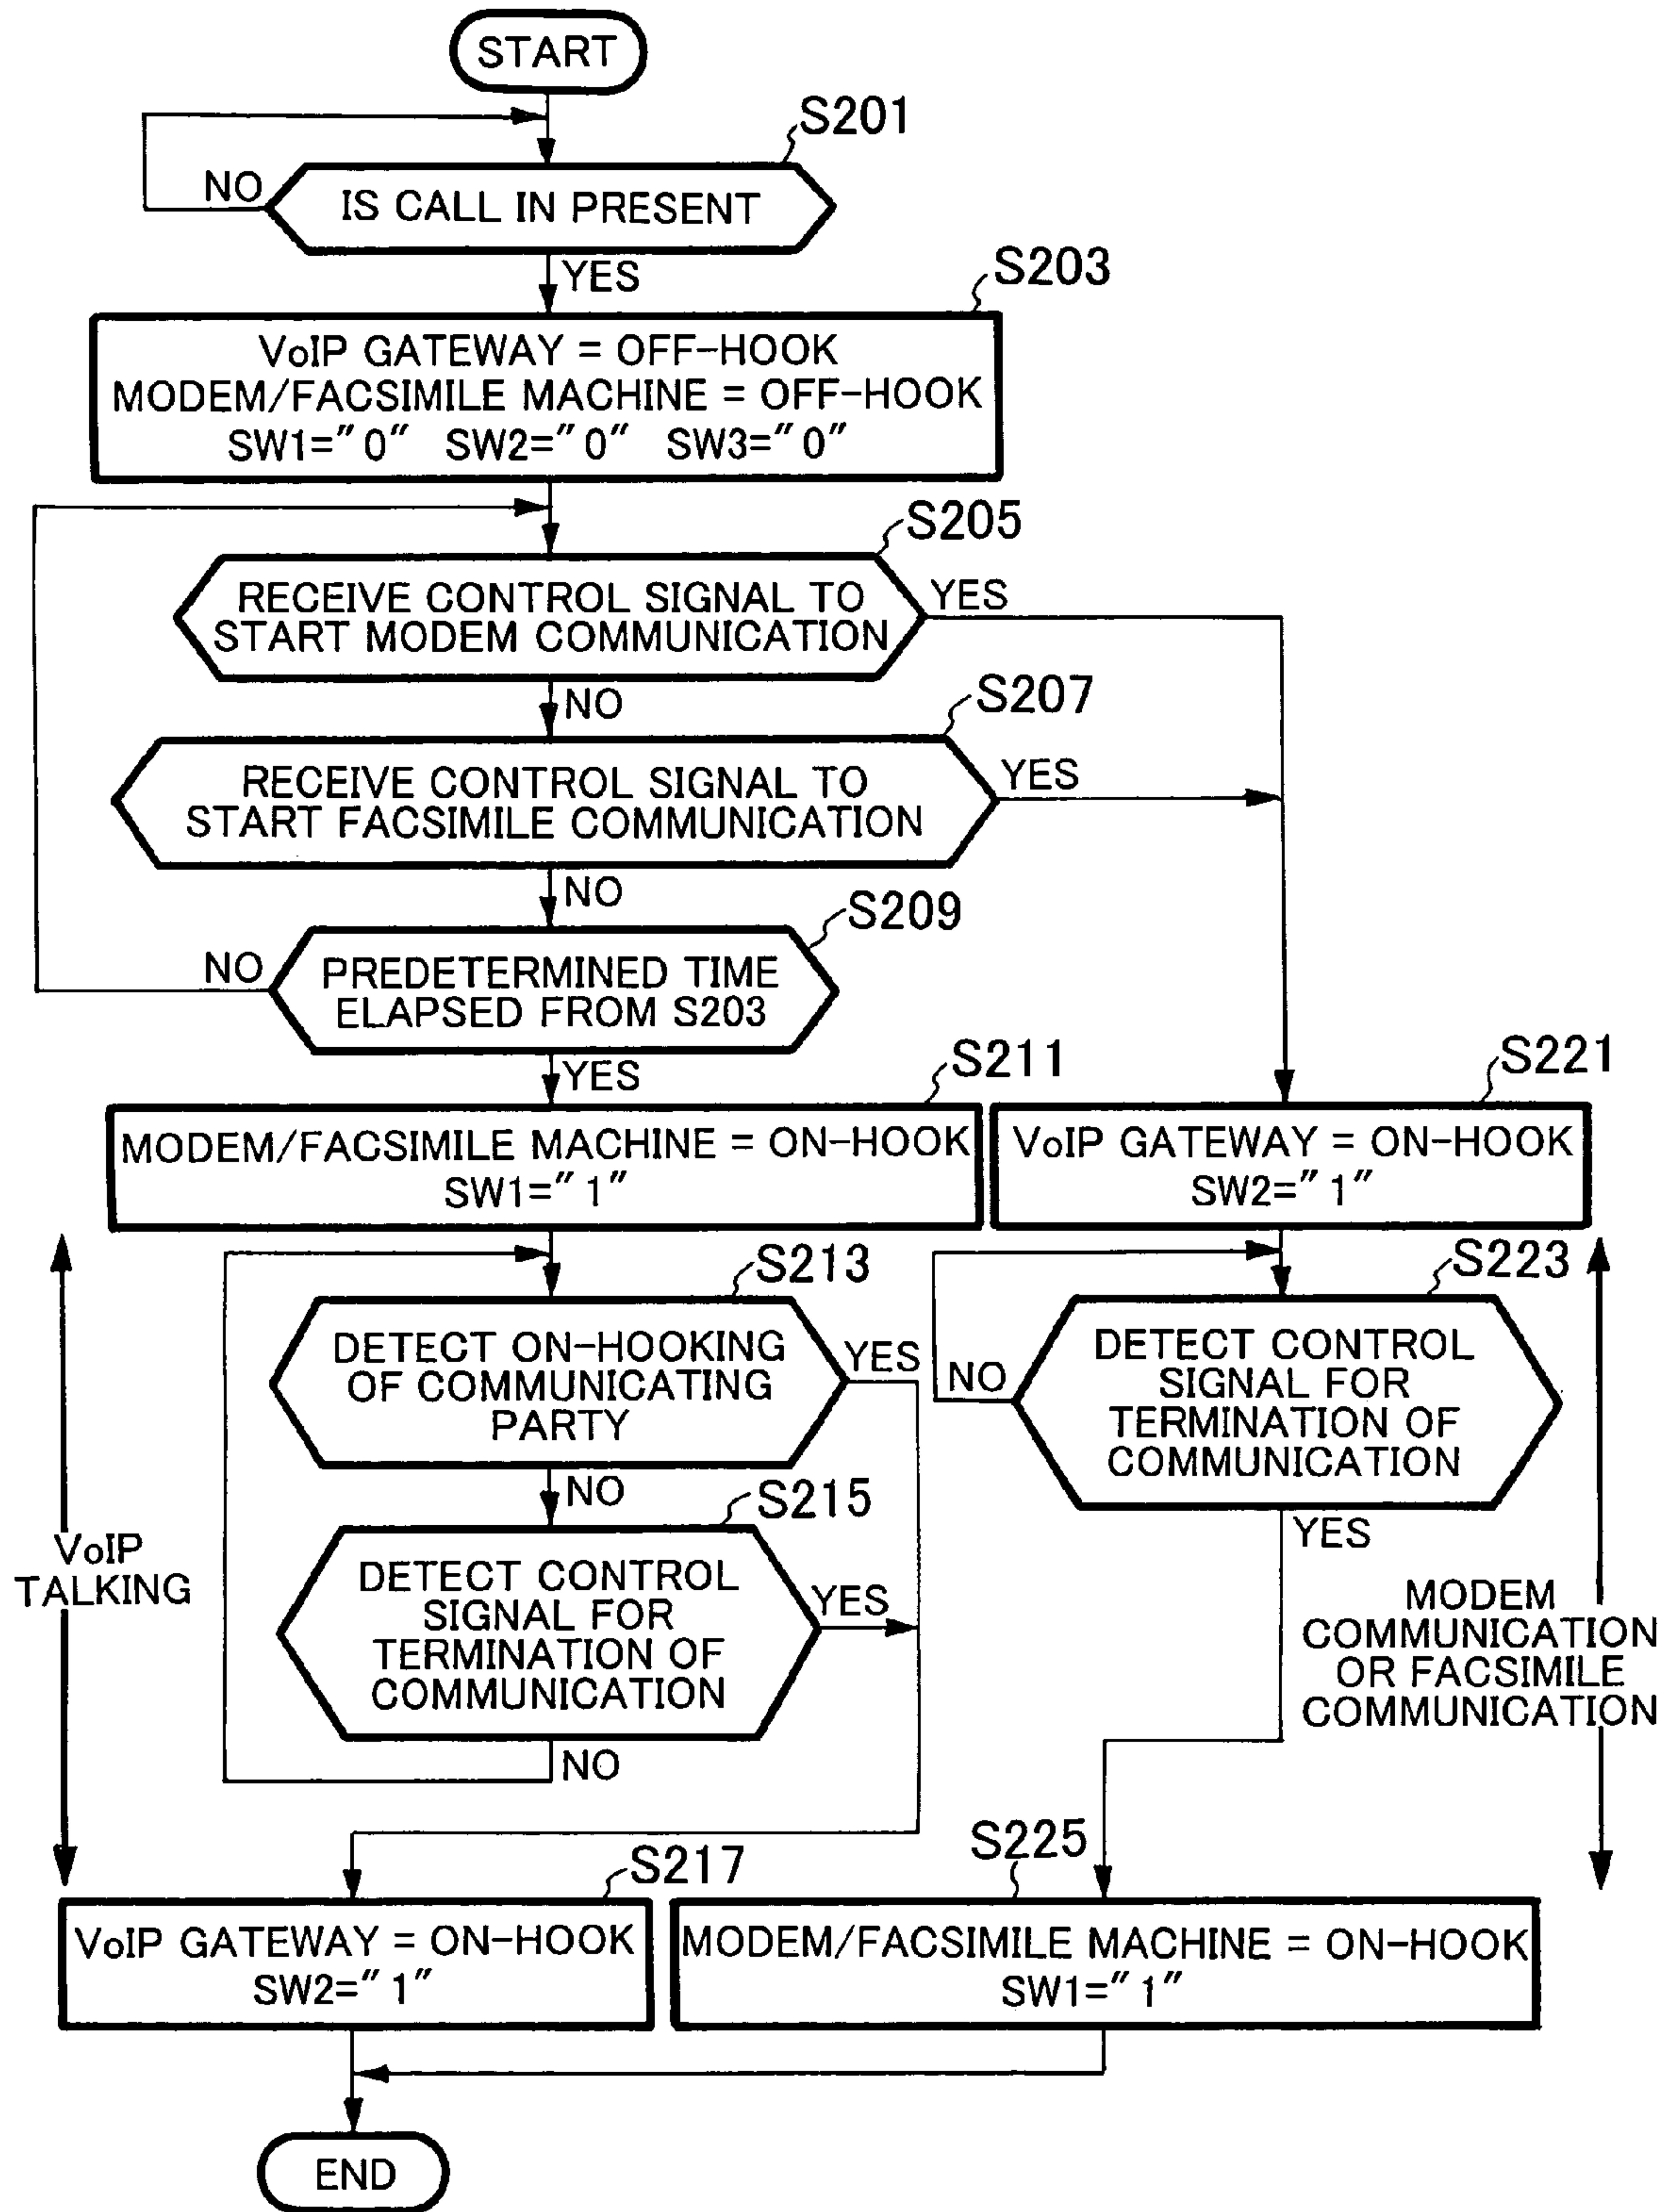 START
S201
NO
IS CALL IN PRESENT
YES
S203
VoIP GATEWAY = OFF-HOOK
MODEM/FACSIMILE MACHINE = OFF-HOOK
SW1="0" SW2="0" SW3="0"
S205
RECEIVE CONTROL SIGNAL TO
START MODEM COMMUNICATION
YES
NO
S207
RECEIVE CONTROL SIGNAL TO
START FACSIMILE COMMUNICATION
YES
NO
S209
NO
PREDETERMINED TIME
ELAPSED FROM S203
YES
S211
MODEM/FACSIMILE MACHINE = ON-HOOK
SW1="1"
S221
VoIP GATEWAY = ON-HOOK
SW2="1"
S213
DETECT ON-HOOKING
OF COMMUNICATING
PARTY
YES
NO
S223
NO
DETECT CONTROL
SIGNAL FOR
TERMINATION OF
COMMUNICATION
YES
S215
DETECT CONTROL
SIGNAL FOR
TERMINATION OF
COMMUNICATION
YES
NO
VoIP
TALKING
MODEM
COMMUNICATION
OR FACSIMILE
COMMUNICATION
S217
VoIP GATEWAY = ON-HOOK
SW2="1"
S225
MODEM/FACSIMILE MACHINE = ON-HOOK
SW1="1"
END